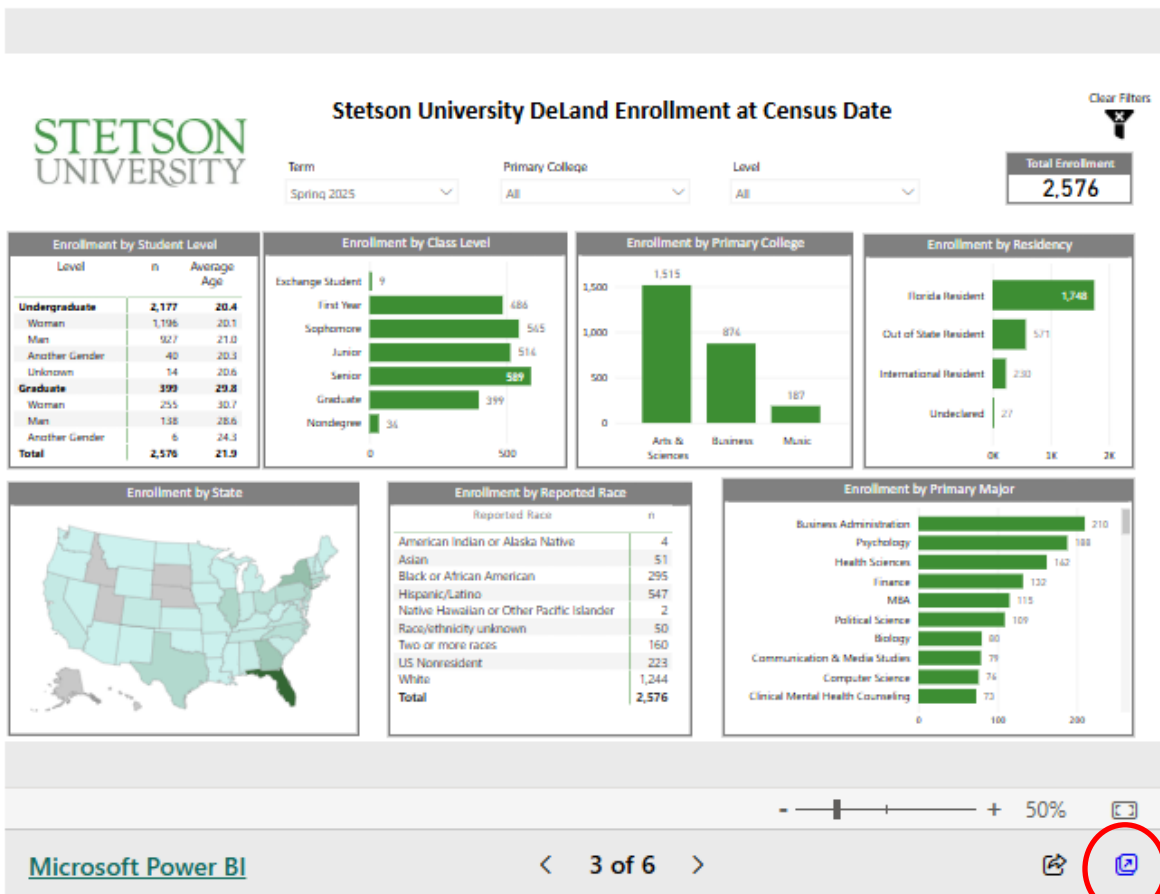 Stetson University DeLand Enrollment at Census Date
Clear Filters
STETSON
UNIVERSITY
Term
Primary College
Level
Spring 2025
All
All
Total Enrollment
2,576
Enrollment by Student Level
Level n Average
Age
Undergraduate 2,177 20.4
Woman 1,196 20.1
Man 927 21.0
Another Gender 40 20.3
Unknown 14 20.6
Graduate 399 29.8
Woman 255 30.7
Man 138 28.6
Another Gender 6 24.3
Total 2,576 21.9
Enrollment by Class Level
Exchange Student 9
First Year 486
Sophomore 545
Junior 514
Senior 589
Graduate 399
Nondegree 34
0 500
Enrollment by Primary College
1,515
1,500
874
1,000
500
187
0
Arts &
Sciences
Business
Music
Enrollment by Residency
Florida Resident 1,748
Out of State Resident 571
International Resident 230
Undeclared 27
0K 1K 2K
Enrollment by State
Enrollment by Reported Race
Reported Race n
American Indian or Alaska Native 4
Asian 51
Black or African American 295
Hispanic/Latino 547
Native Hawaiian or Other Pacific Islander 2
Race/ethnicity unknown 50
Two or more races 160
US Nonresident 223
White 1,244
Total 2,576
Enrollment by Primary Major
Business Administration 210
Psychology 188
Health Sciences 162
Finance 132
MBA 115
Political Science 109
Biology 80
Communication & Media Studies 79
Computer Science 76
Clinical Mental Health Counseling 73
0 100 200
- + 50%
Microsoft Power BI
< 3 of 6 >